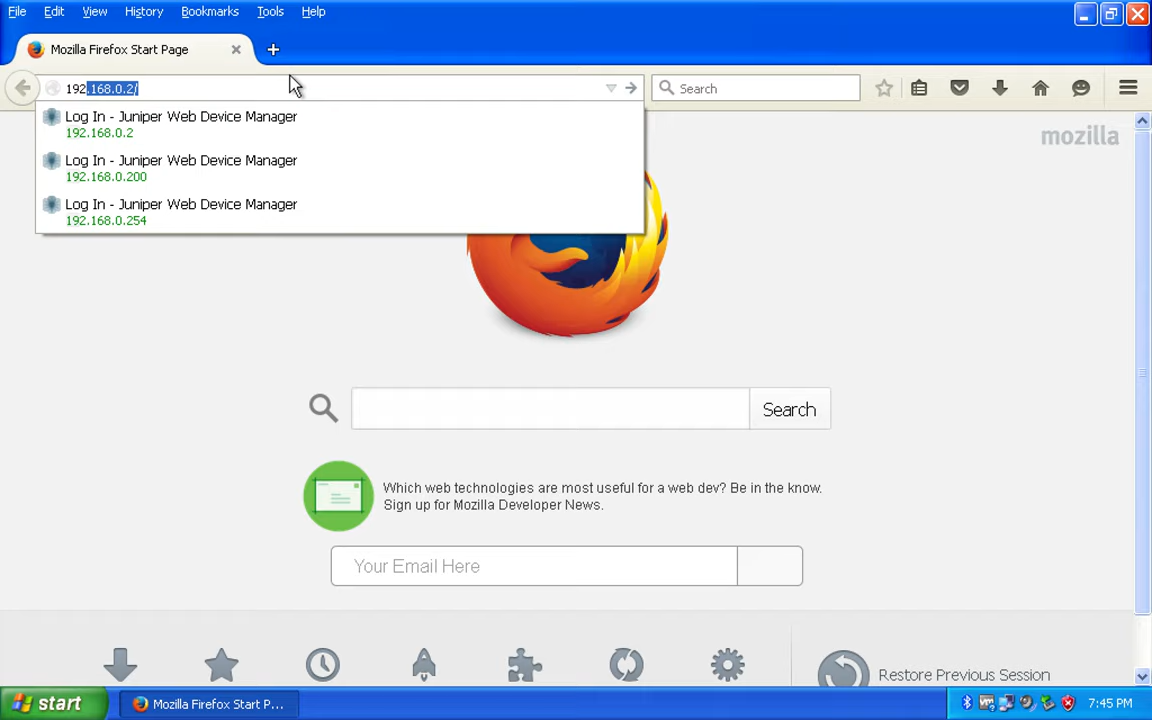 File Edit View History Bookmarks Tools Help
Mozilla Firefox Start Page
192.168.0.2/
Search
Log In - Juniper Web Device Manager
192.168.0.2
Log In - Juniper Web Device Manager
192.168.0.200
Log In - Juniper Web Device Manager
192.168.0.254
mozilla
Search
Which web technologies are most useful for a web dev? Be in the know.
Sign up for Mozilla Developer News.
Your Email Here
Restore Previous Session
start
Mozilla Firefox Start P...
7:45 PM